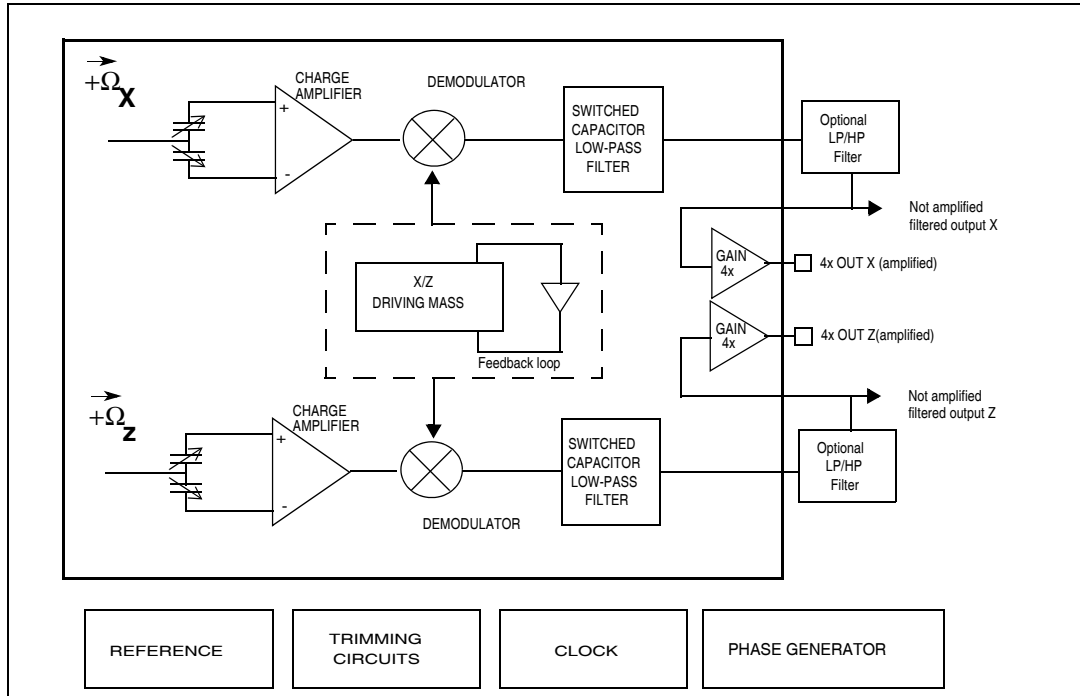 +Ω X
CHARGE
AMPLIFIER
+
-
DEMODULATOR
SWITCHED
CAPACITOR
LOW-PASS
FILTER
Optional
LP/HP
Filter
Not amplified
filtered output X
GAIN
4x
4x OUT X (amplified)
X/Z
DRIVING MASS
Feedback loop
GAIN
4x
4x OUT Z(amplified)
Not amplified
filtered output Z
+Ω z
CHARGE
AMPLIFIER
+
-
DEMODULATOR
SWITCHED
CAPACITOR
LOW-PASS
FILTER
Optional
LP/HP
Filter
REFERENCE
TRIMMING
CIRCUITS
CLOCK
PHASE GENERATOR